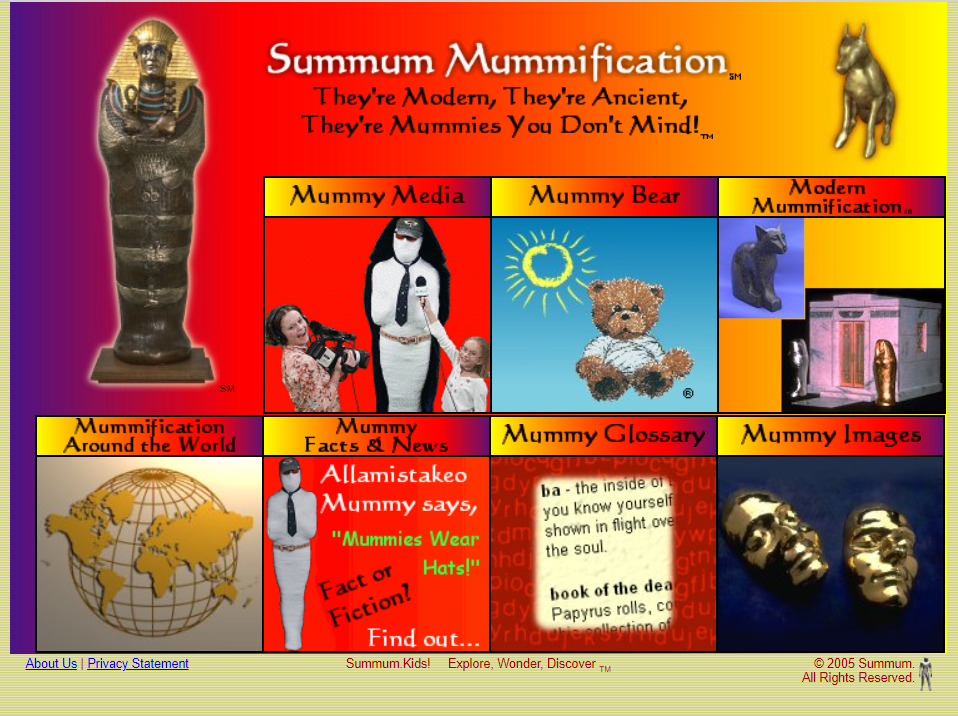 Summum Mummification SM
They're Modern, They're Ancient,
They're Mummies You Don't Mind! TM
SM
Mummy Media
Mummy Bear
Modern
Mummification SM
®
Mummification
Around the World
Mummy
Facts & News
Mummy Glossary
Mummy Images
Allamistakeo
Mummy says,
"Mummies Wear
Hats!"
Fact or
Fiction?
Find out...
ba - the inside of
you know yourself
shown in flight ove
the soul.
book of the dea
Papyrus rolls, co
collection of
About Us | Privacy Statement
Summum.Kids! Explore, Wonder, Discover TM
© 2005 Summum.
All Rights Reserved.